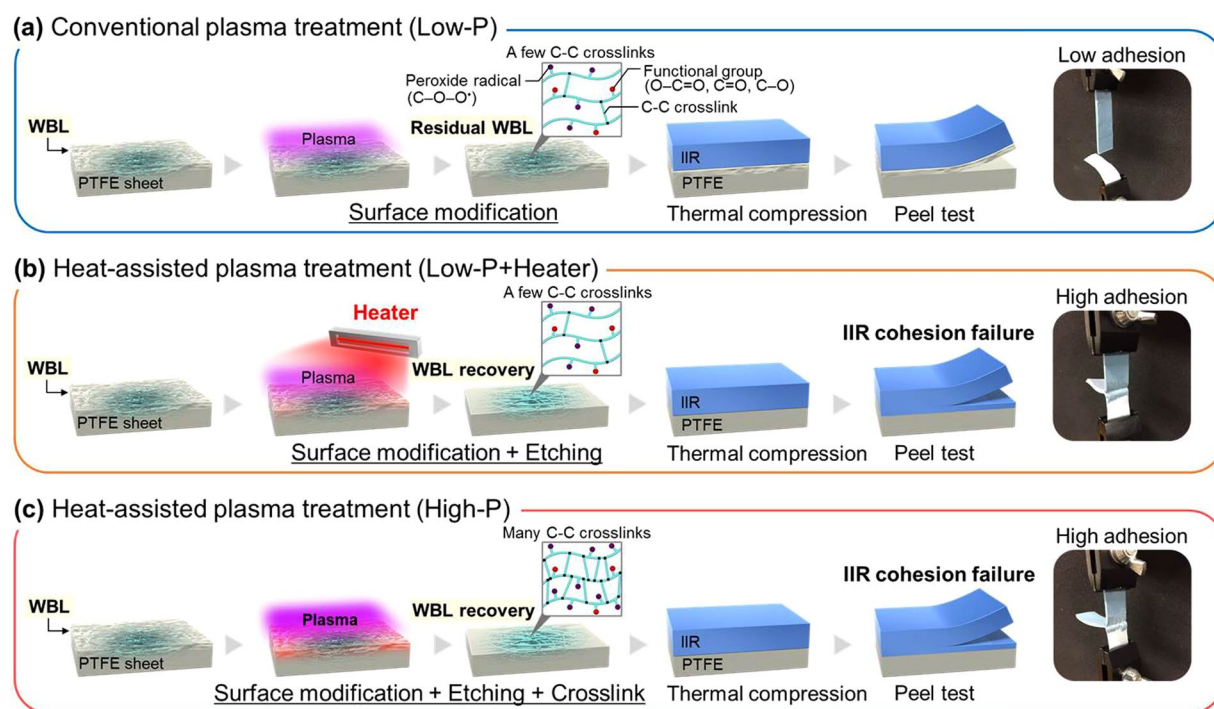 (a) Conventional plasma treatment (Low-P)
A few C-C crosslinks
Peroxide radical
(C–O–O•)
Functional group
(O–C=O, C=O, C–O)
C-C crosslink
Low adhesion
WBL
PTFE sheet
Plasma
Residual WBL
IIR
PTFE
Surface modification
Thermal compression
Peel test
(b) Heat-assisted plasma treatment (Low-P+Heater)
A few C-C crosslinks
High adhesion
Heater
IIR cohesion failure
WBL
PTFE sheet
Plasma
WBL recovery
IIR
PTFE
Surface modification + Etching
Thermal compression
Peel test
(c) Heat-assisted plasma treatment (High-P)
Many C-C crosslinks
High adhesion
IIR cohesion failure
WBL
PTFE sheet
Plasma
WBL recovery
IIR
PTFE
Surface modification + Etching + Crosslink
Thermal compression
Peel test